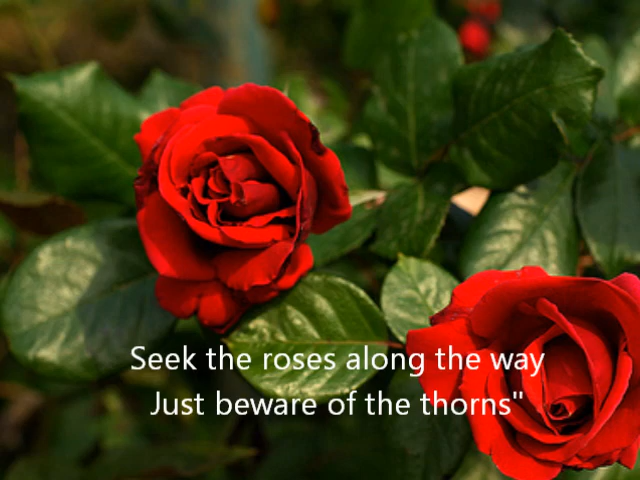 Seek the roses along the way
Just beware of the thorns"